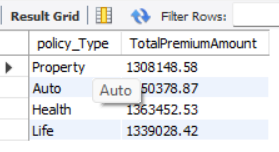 Result Grid Filter Rows:
policy_Type TotalPremiumAmount
Property 1308148.58
Auto Auto 50378.87
Health 1363452.53
Life 1339028.42